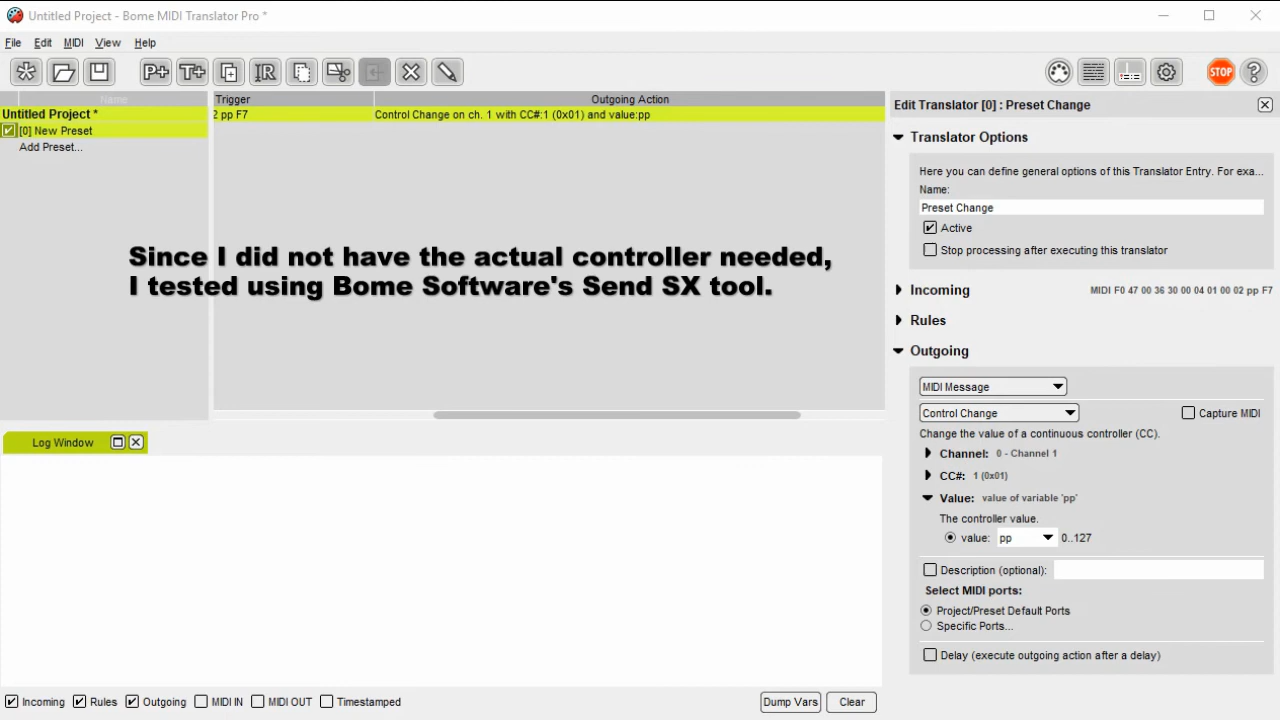 Untitled Project - Bome MIDI Translator Pro *
File Edit MIDI View Help
P+ T+ IR STOP ?
Name Trigger Outgoing Action
Untitled Project * 2 pp F7 Control Change on ch. 1 with CC#:1 (0x01) and value:pp
[0] New Preset
Add Preset...
Since I did not have the actual controller needed,
I tested using Bome Software's Send SX tool.
Log Window
Incoming Rules Outgoing MIDI IN MIDI OUT Timestamped Dump Vars Clear
Edit Translator [0] : Preset Change
Translator Options
Here you can define general options of this Translator Entry. For exa...
Name:
Preset Change
Active
Stop processing after executing this translator
Incoming MIDI F0 47 00 36 30 00 04 01 00 02 pp F7
Rules
Outgoing
MIDI Message
Control Change Capture MIDI
Change the value of a continuous controller (CC).
Channel: 0 - Channel 1
CC#: 1 (0x01)
Value: value of variable 'pp'
The controller value.
value: pp 0..127
Description (optional):
Select MIDI ports:
Project/Preset Default Ports
Specific Ports...
Delay (execute outgoing action after a delay)